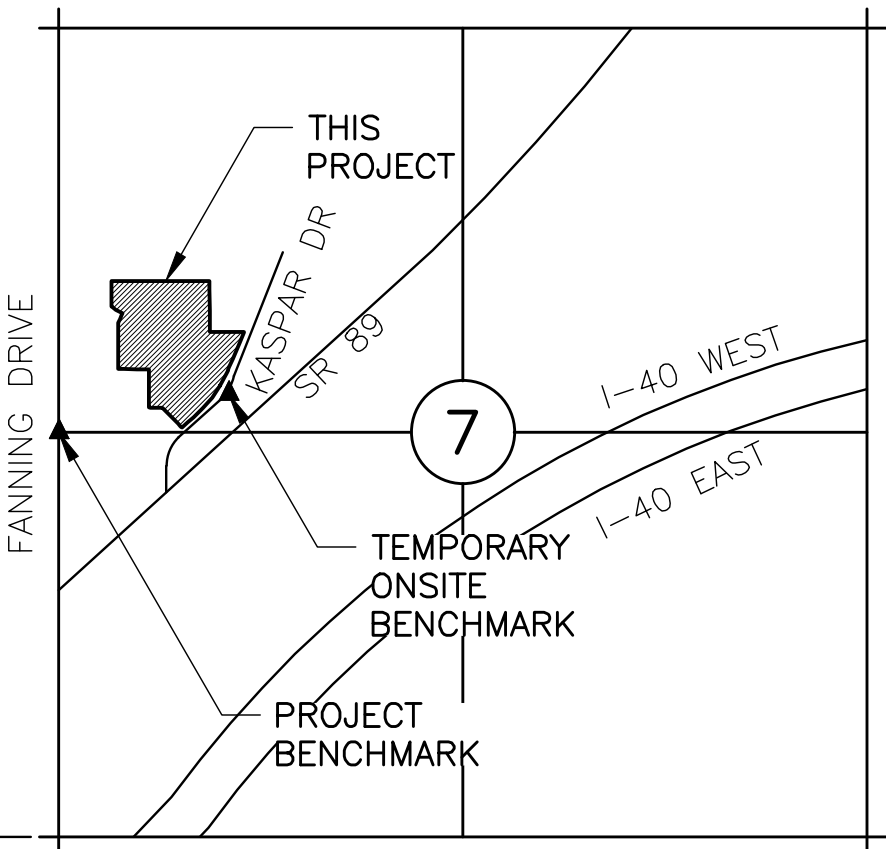 THIS
PROJECT
KASPAR DR
SR 89
FANNING DRIVE
I-40 WEST
7
I-40 EAST
TEMPORARY
ONSITE
BENCHMARK
PROJECT
BENCHMARK